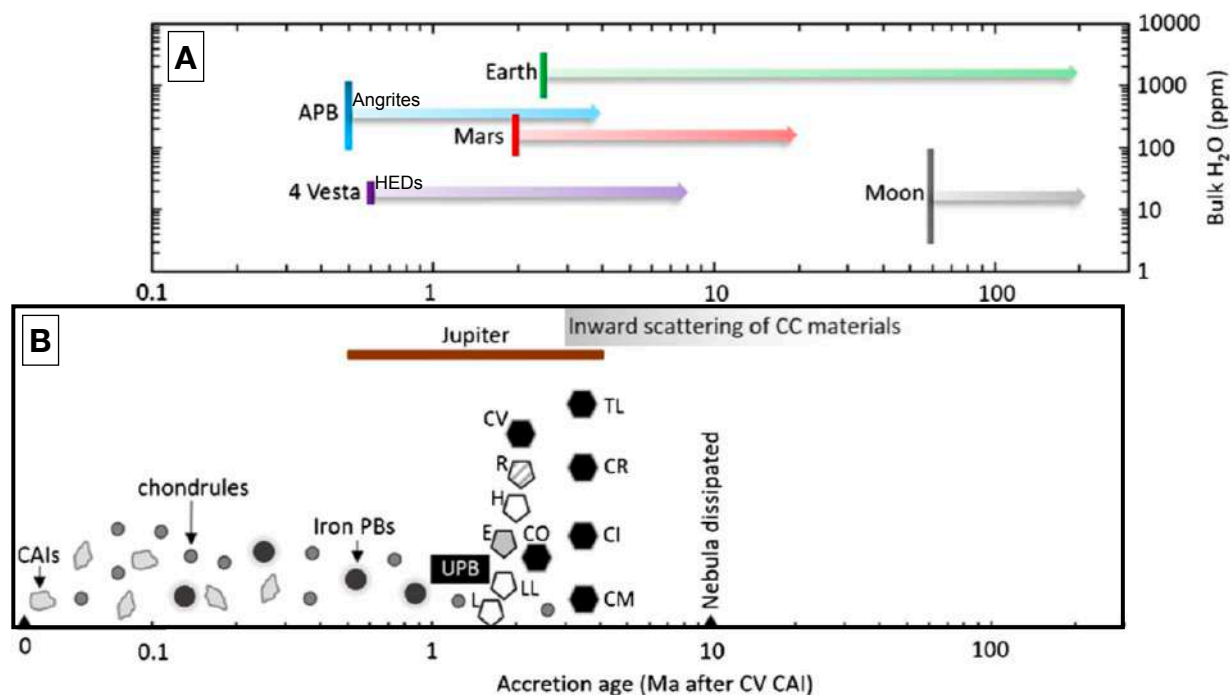 A
10000
Earth
1000
Angrites
APB
Mars
100
4 Vesta
HEDs
Moon
10
1
Bulk H₂O (ppm)
0.1
1
10
100
B
Inward scattering of CC materials
Jupiter
TL
CV
R
CR
chondrules
H
Iron PBs
E
CO
CI
CAIs
UPB
LL
L
CM
Nebula dissipated
0
0.1
1
10
100
Accretion age (Ma after CV CAI)